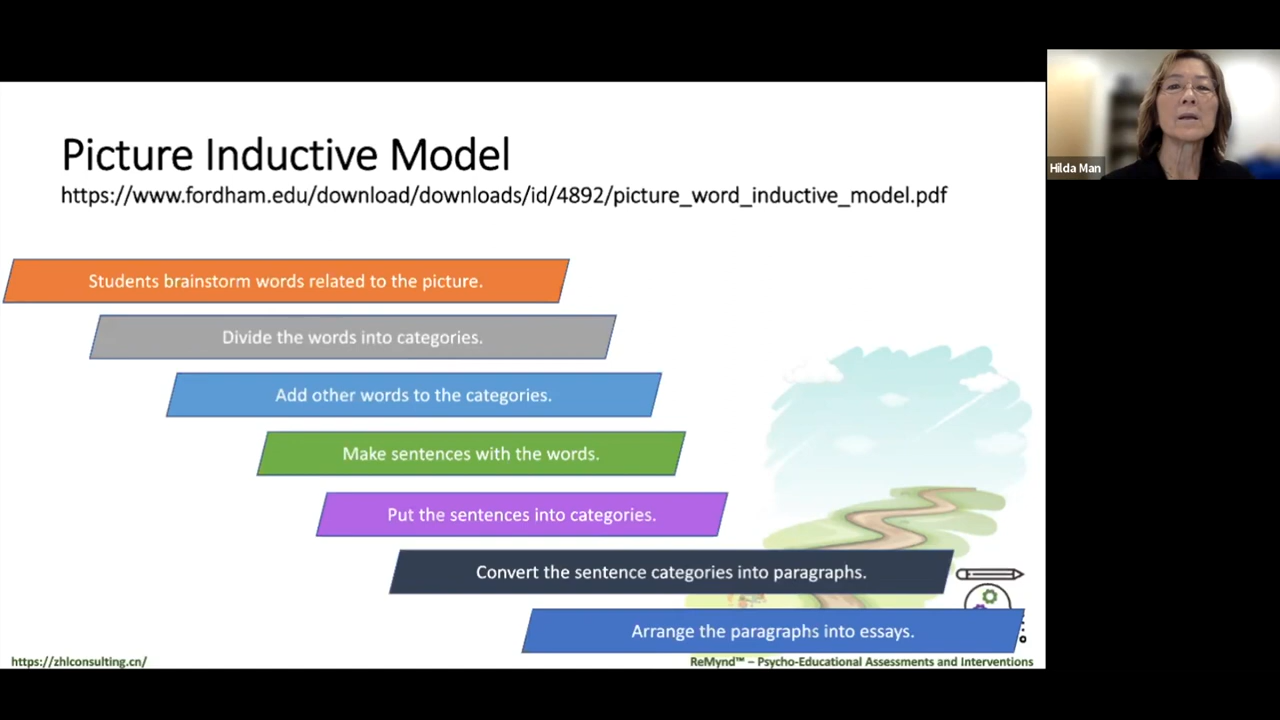 Picture Inductive Model
https://www.fordham.edu/download/downloads/id/4892/picture_word_inductive_model.pdf
Students brainstorm words related to the picture.
Divide the words into categories.
Add other words to the categories.
Make sentences with the words.
Put the sentences into categories.
Convert the sentence categories into paragraphs.
Arrange the paragraphs into essays.
https://zhlconsulting.cn/
ReMynd™ – Psycho-Educational Assessments and Interventions
Hilda Man